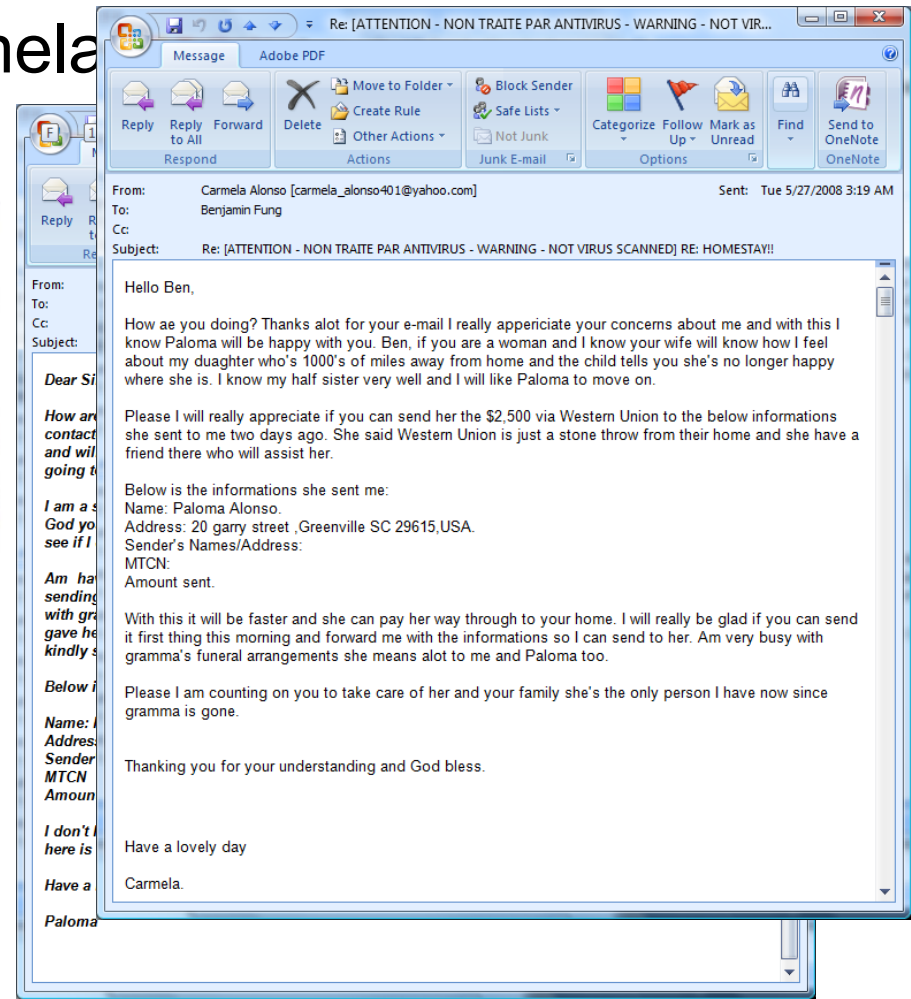 mela
Re: [ATTENTION - NON TRAITE PAR ANTIVIRUS - WARNING - NOT VIR...
Message Adobe PDF
Reply
Reply to All
Forward
Respond
Delete
Move to Folder
Create Rule
Other Actions
Actions
Block Sender
Safe Lists
Not Junk
Junk E-mail
Categorize
Follow Up
Mark as Unread
Options
Find
Send to OneNote
OneNote
From: Carmela Alonso [carmela_alonso401@yahoo.com] Sent: Tue 5/27/2008 3:19 AM
To: Benjamin Fung
Cc:
Subject: Re: [ATTENTION - NON TRAITE PAR ANTIVIRUS - WARNING - NOT VIRUS SCANNED] RE: HOMESTAY!!
Hello Ben,
How ae you doing? Thanks alot for your e-mail I really appericiate your concerns about me and with this I
know Paloma will be happy with you. Ben, if you are a woman and I know your wife will know how I feel
about my duaghter who's 1000's of miles away from home and the child tells you she's no longer happy
where she is. I know my half sister very well and I will like Paloma to move on.
Please I will really appreciate if you can send her the $2,500 via Western Union to the below informations
she sent to me two days ago. She said Western Union is just a stone throw from their home and she have a
friend there who will assist her.
Below is the informations she sent me:
Name: Paloma Alonso.
Address: 20 garry street ,Greenville SC 29615,USA.
Sender's Names/Address:
MTCN:
Amount sent.
With this it will be faster and she can pay her way through to your home. I will really be glad if you can send
it first thing this morning and forward me with the informations so I can send to her. Am very busy with
gramma's funeral arrangements she means alot to me and Paloma too.
Please I am counting on you to take care of her and your family she's the only person I have now since
gramma is gone.
Thanking you for your understanding and God bless.
Have a lovely day
Carmela.
Reply
From:
To:
Cc:
Subject:
Dear Si
How are
contact
and wil
going t
I am a s
God yo
see if I
Am ha
sending
with gra
gave he
kindly s
Below i
Name:
Addres
Sender
MTCN
Amoun
I don't
here is
Have a
Paloma